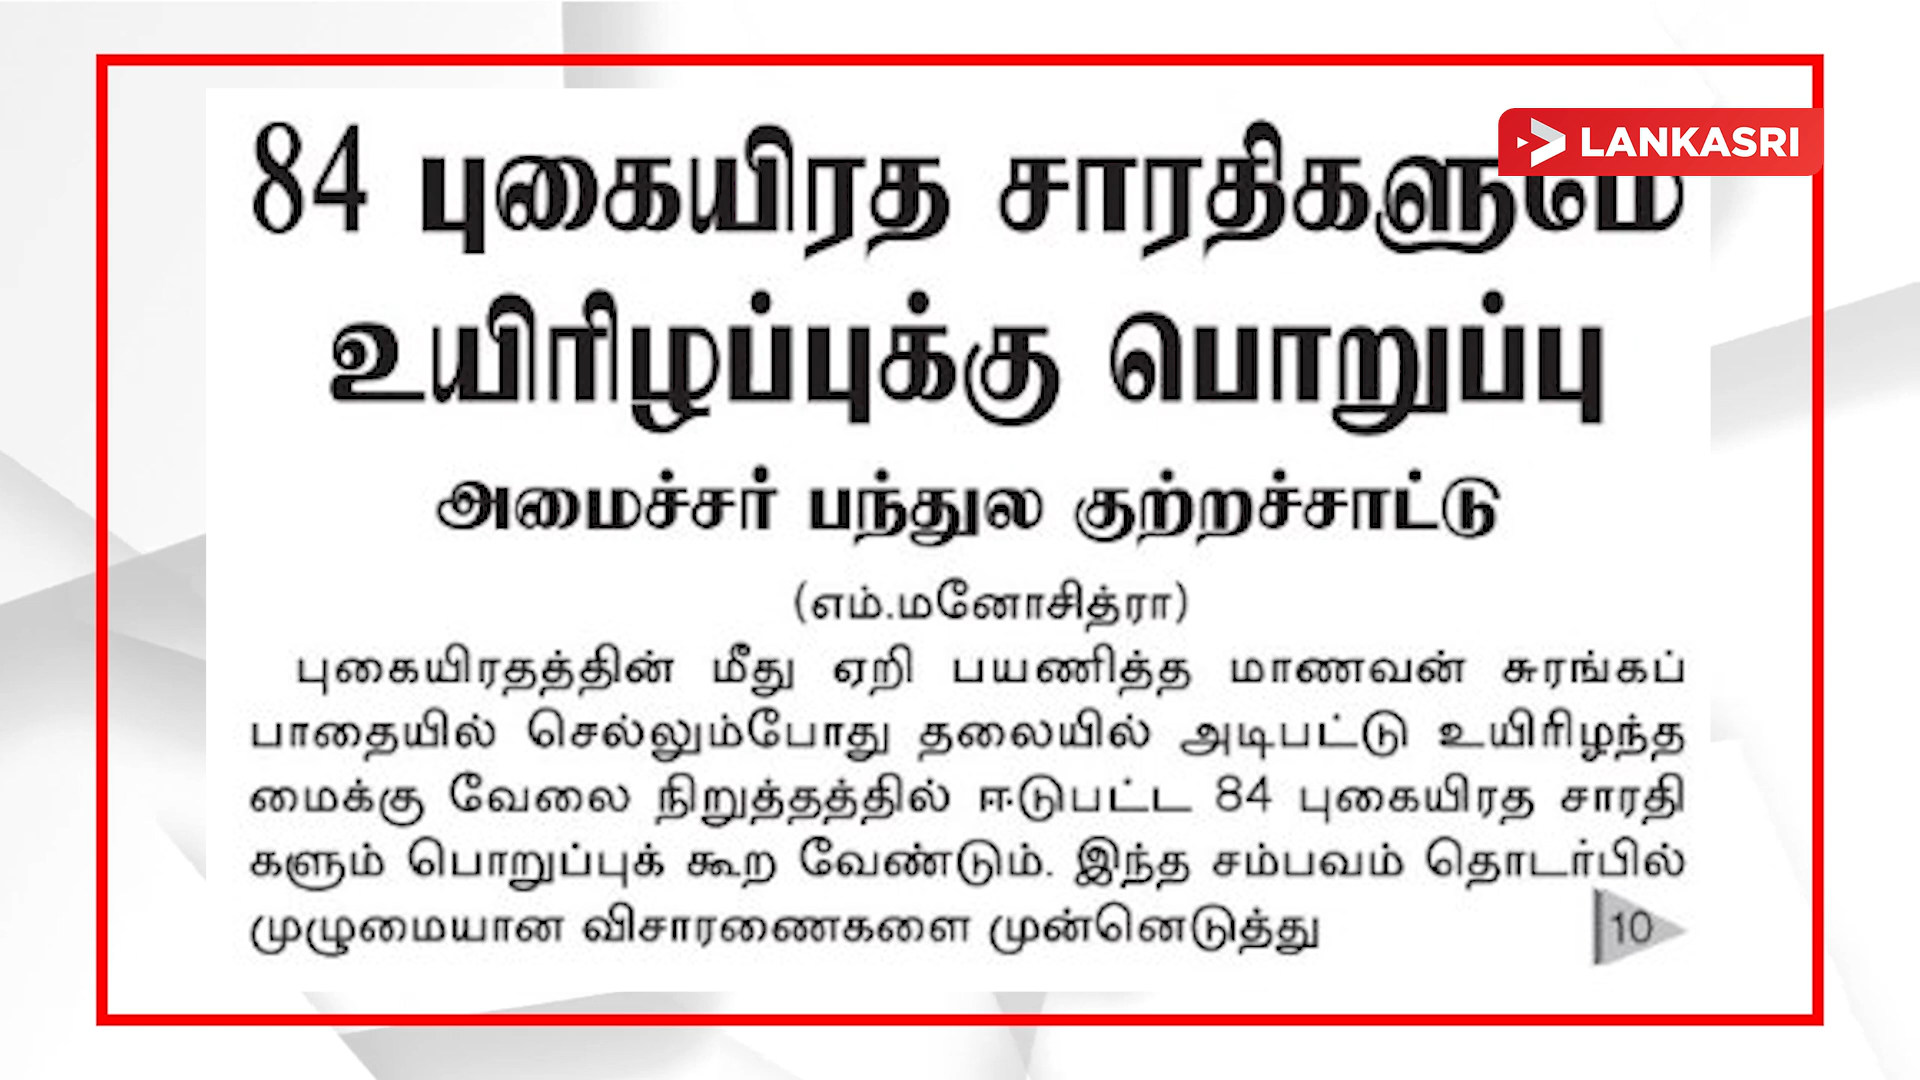 LANKASRI
84 புகையிரத சாரதிகளுமே
உயிரிழப்புக்கு பொறுப்பு
அமைச்சர் பந்துல குற்றச்சாட்டு
(எம்.மனோசித்ரா)
புகையிரதத்தின் மீது ஏறி பயணித்த மாணவன் சுரங்கப்
பாதையில் செல்லும்போது தலையில் அடிபட்டு உயிரிழந்த
மைக்கு வேலை நிறுத்தத்தில் ஈடுபட்ட 84 புகையிரத சாரதி
களும் பொறுப்புக் கூற வேண்டும். இந்த சம்பவம் தொடர்பில்
முழுமையான விசாரணைகளை முன்னெடுத்து
10